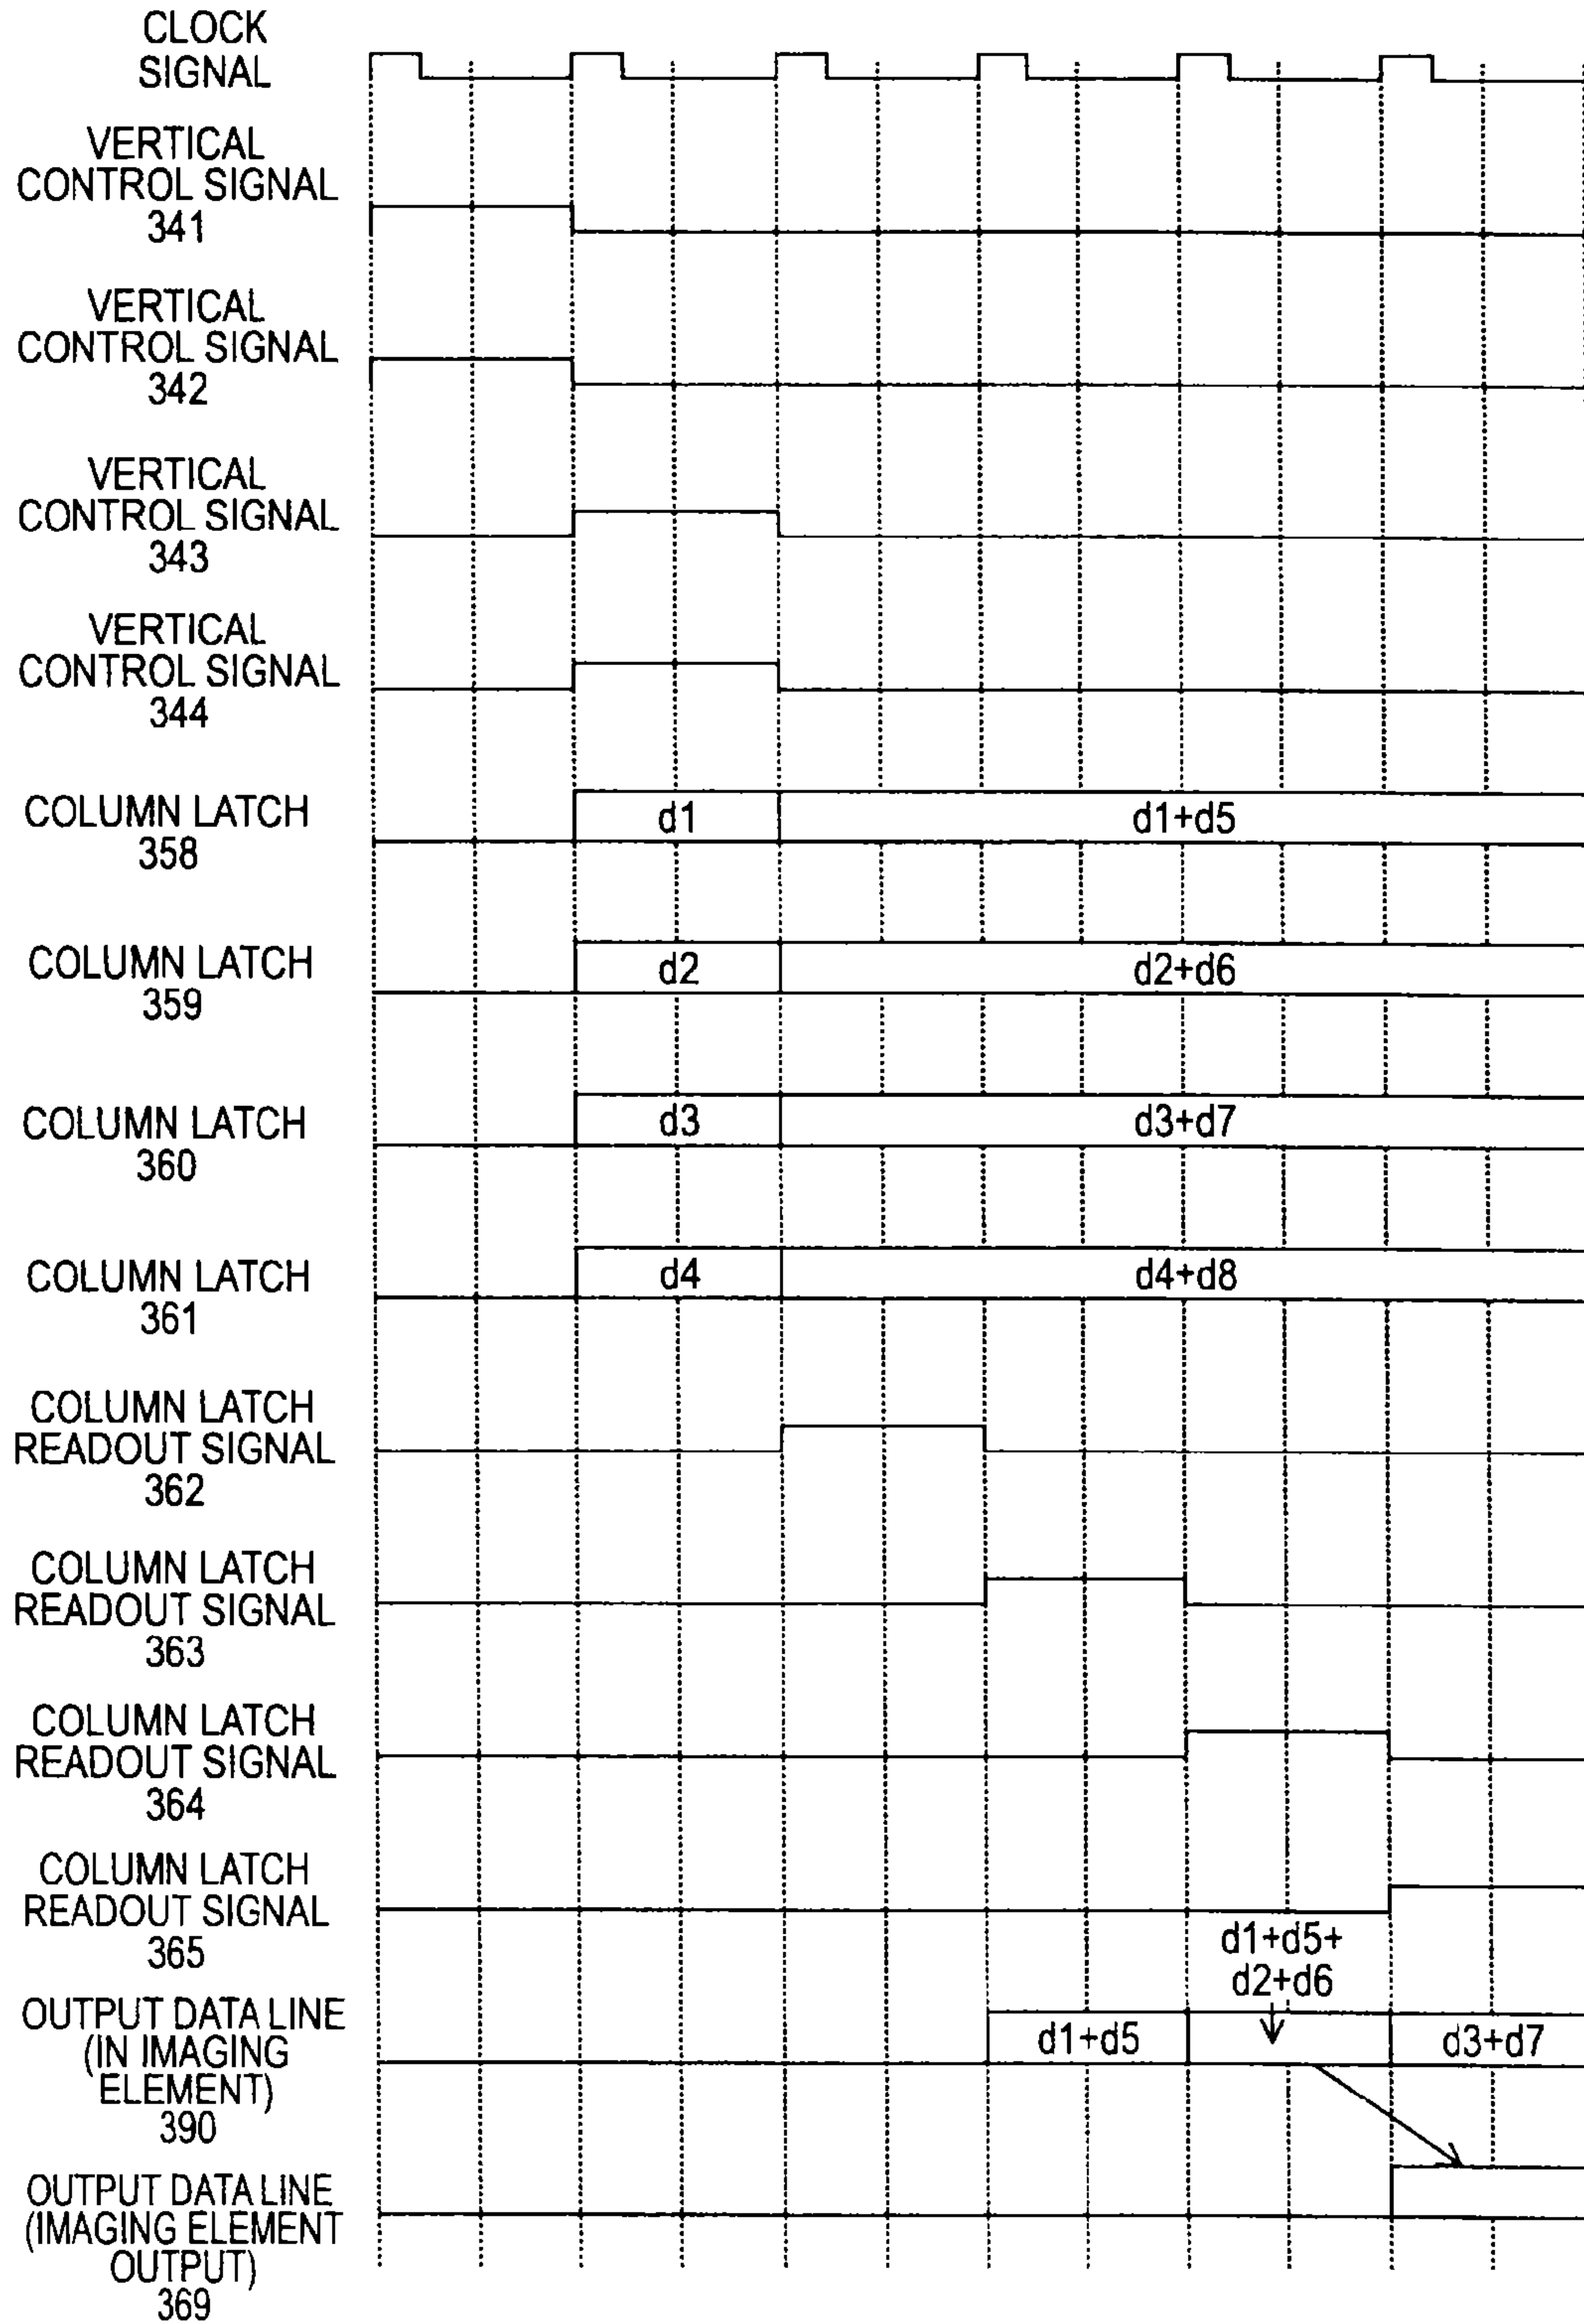 CLOCK
SIGNAL
VERTICAL
CONTROL SIGNAL
341
VERTICAL
CONTROL SIGNAL
342
VERTICAL
CONTROL SIGNAL
343
VERTICAL
CONTROL SIGNAL
344
COLUMN LATCH
358
d1
d1+d5
COLUMN LATCH
359
d2
d2+d6
COLUMN LATCH
360
d3
d3+d7
COLUMN LATCH
361
d4
d4+d8
COLUMN LATCH
READOUT SIGNAL
362
COLUMN LATCH
READOUT SIGNAL
363
COLUMN LATCH
READOUT SIGNAL
364
COLUMN LATCH
READOUT SIGNAL
365
d1+d5+
d2+d6
OUTPUT DATA LINE
(IN IMAGING
ELEMENT)
390
d1+d5
d3+d7
OUTPUT DATA LINE
(IMAGING ELEMENT
OUTPUT)
369